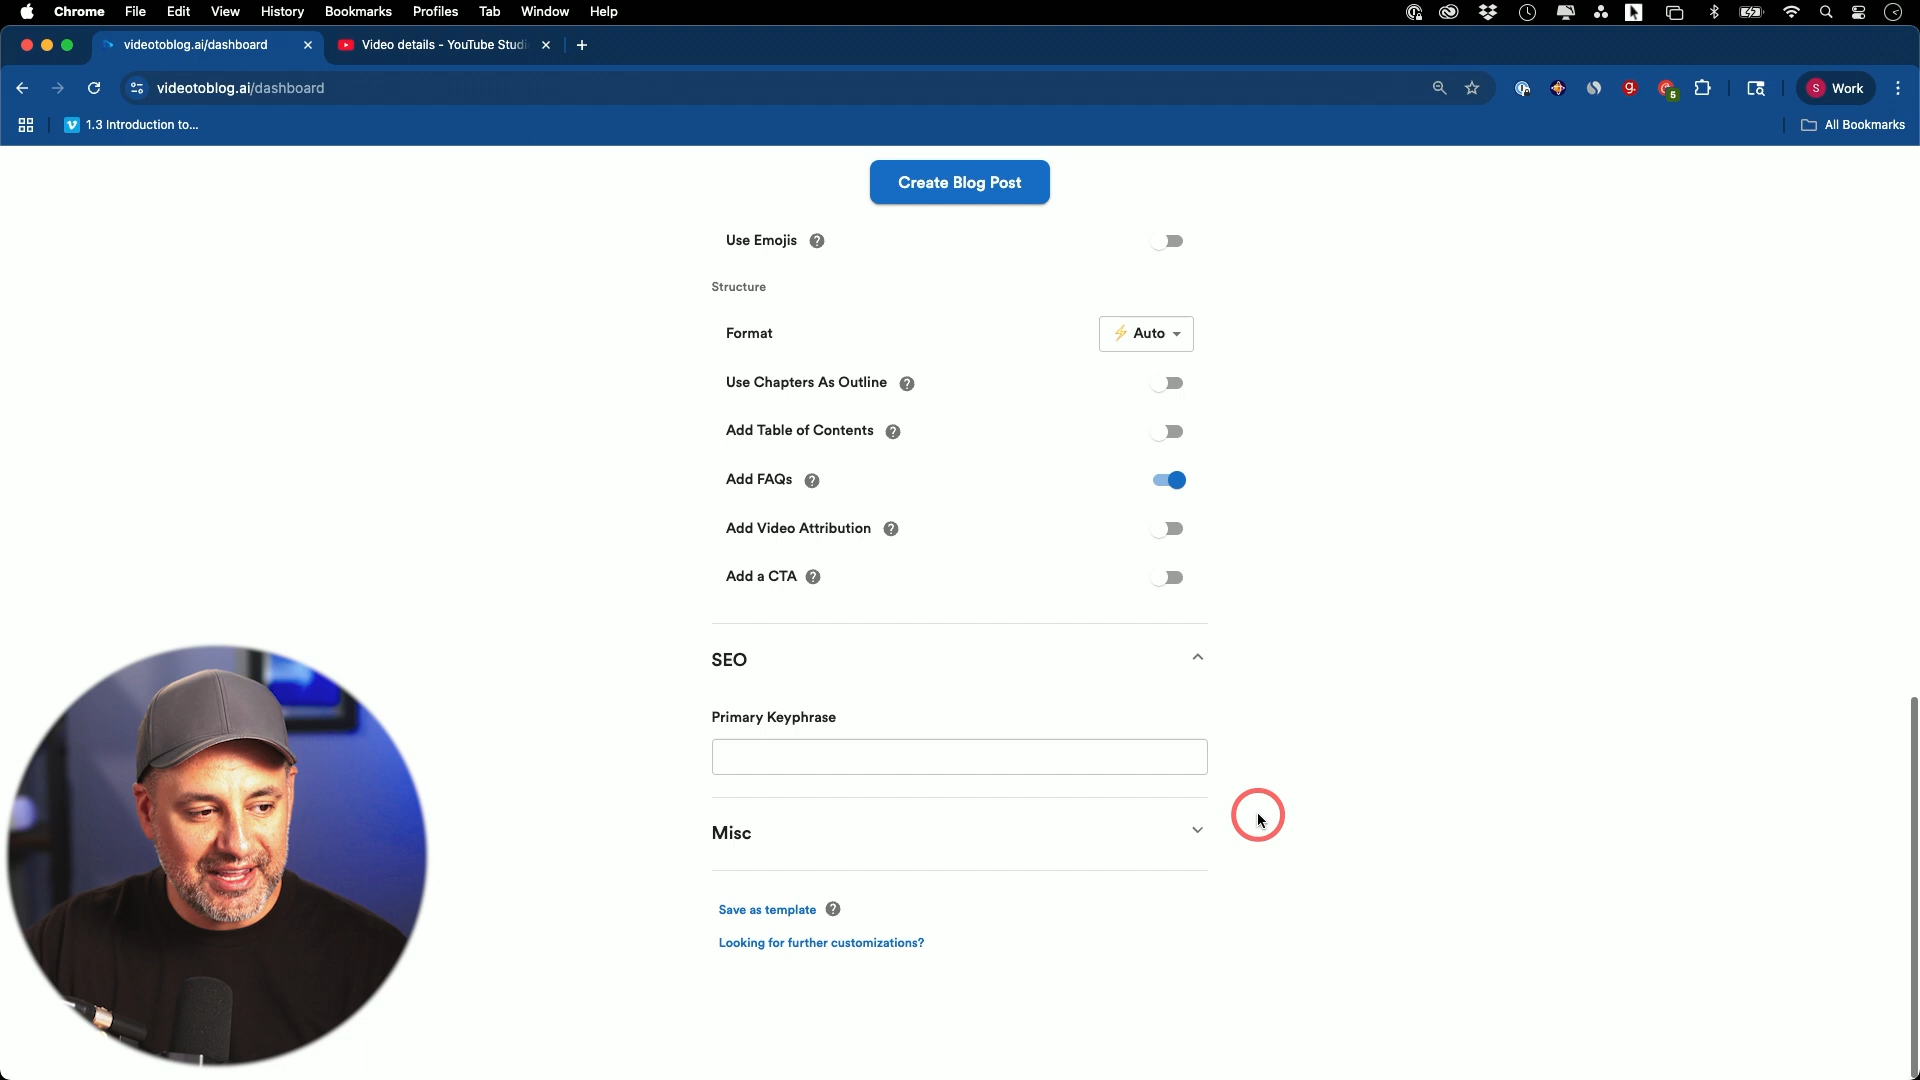 Chrome File Edit View History Bookmarks Profiles Tab Window Help
videotoblog.ai/dashboard Video details - YouTube Studi
videotoblog.ai/dashboard 5 S Work
1.3 Introduction to... All Bookmarks
Create Blog Post
Use Emojis ?
Structure
Format ⚡ Auto
Use Chapters As Outline ?
Add Table of Contents ?
Add FAQs ?
Add Video Attribution ?
Add a CTA ?
SEO
Primary Keyphrase
Misc
Save as template ?
Looking for further customizations?